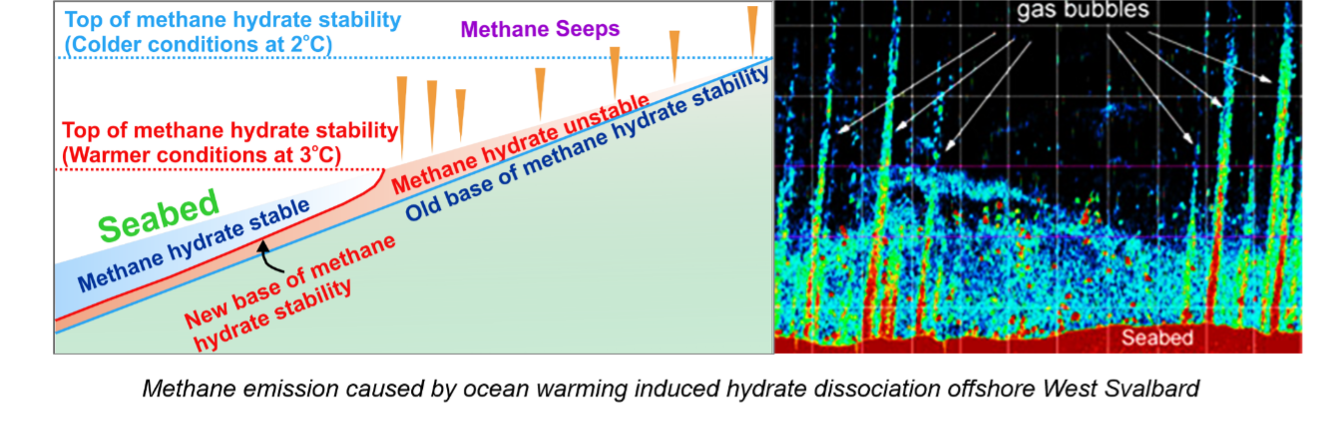 Top of methane hydrate stability
(Colder conditions at 2°C)
Methane Seeps
Top of methane hydrate stability
(Warmer conditions at 3°C)
Methane hydrate unstable
Old base of methane hydrate stability
Seabed
Methane hydrate stable
New base of methane
hydrate stability
gas bubbles
Seabed
Methane emission caused by ocean warming induced hydrate dissociation offshore West Svalbard